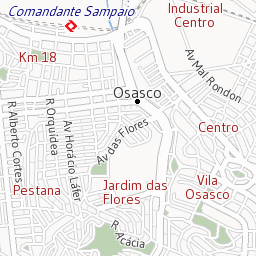 Comandante Sampaio
Industrial
Centro
Km 18
Av Mal Rondon
Osasco
R Alberto Cortes
R Orquídea
Av Horácio Láfer
Av das Flores
Centro
Pestana
Jardim das
Flores
Vila
Osasco
R Acácia